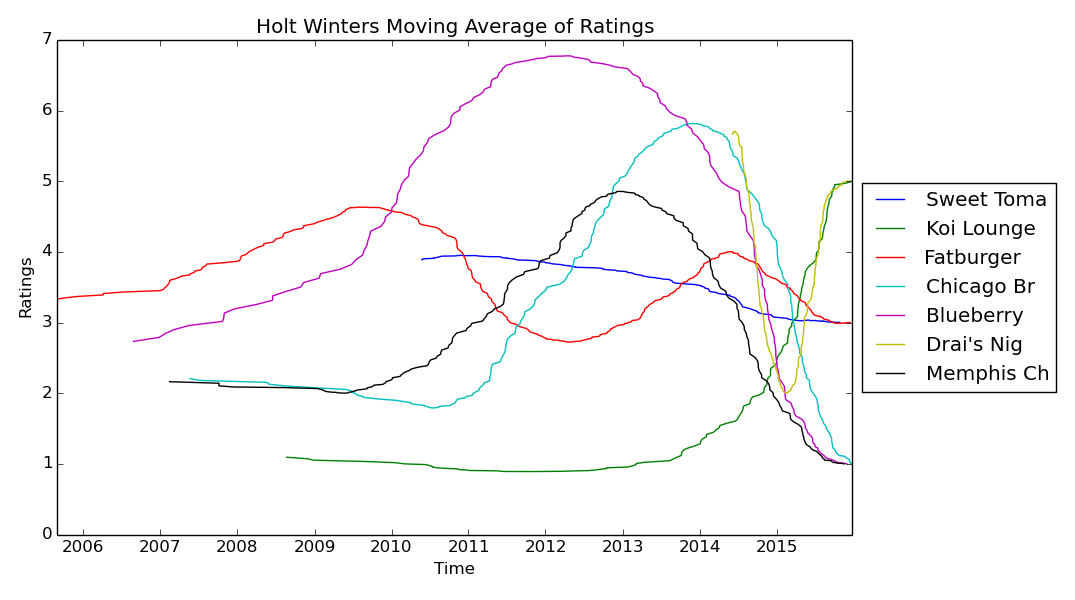 Holt Winters Moving Average of Ratings
7
6
5
4
3
2
1
0
Ratings
2006 2007 2008 2009 2010 2011 2012 2013 2014 2015
Time
Sweet Toma
Koi Lounge
Fatburger
Chicago Br
Blueberry
Drai's Nig
Memphis Ch